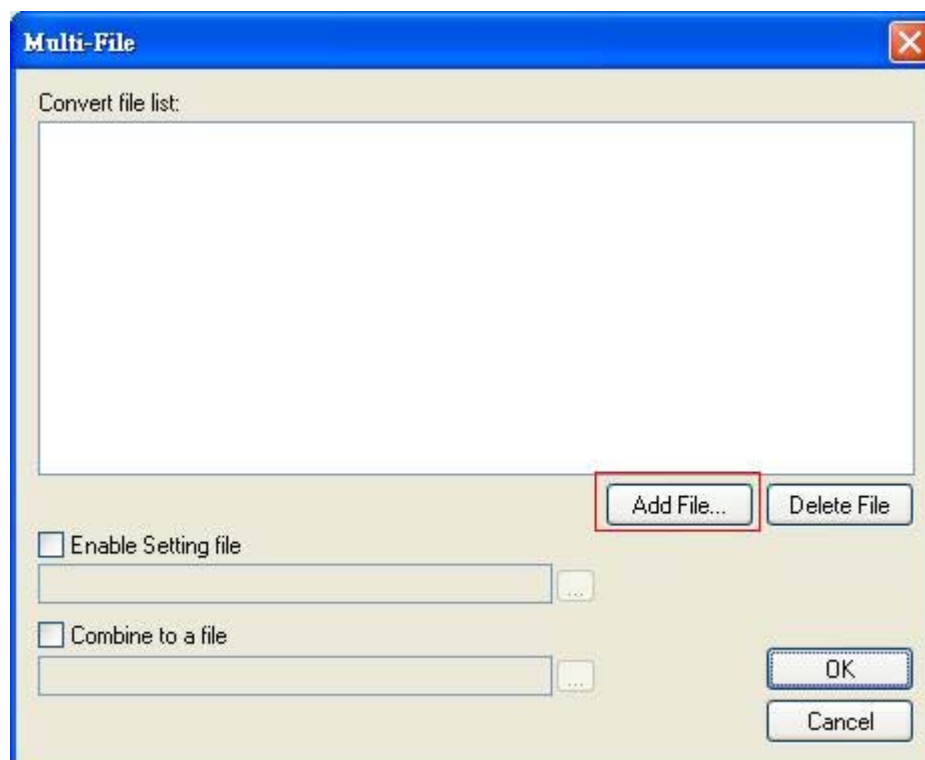 Multi-File
Convert file list:
Add File...
Delete File
Enable Setting file
...
Combine to a file
...
OK
Cancel